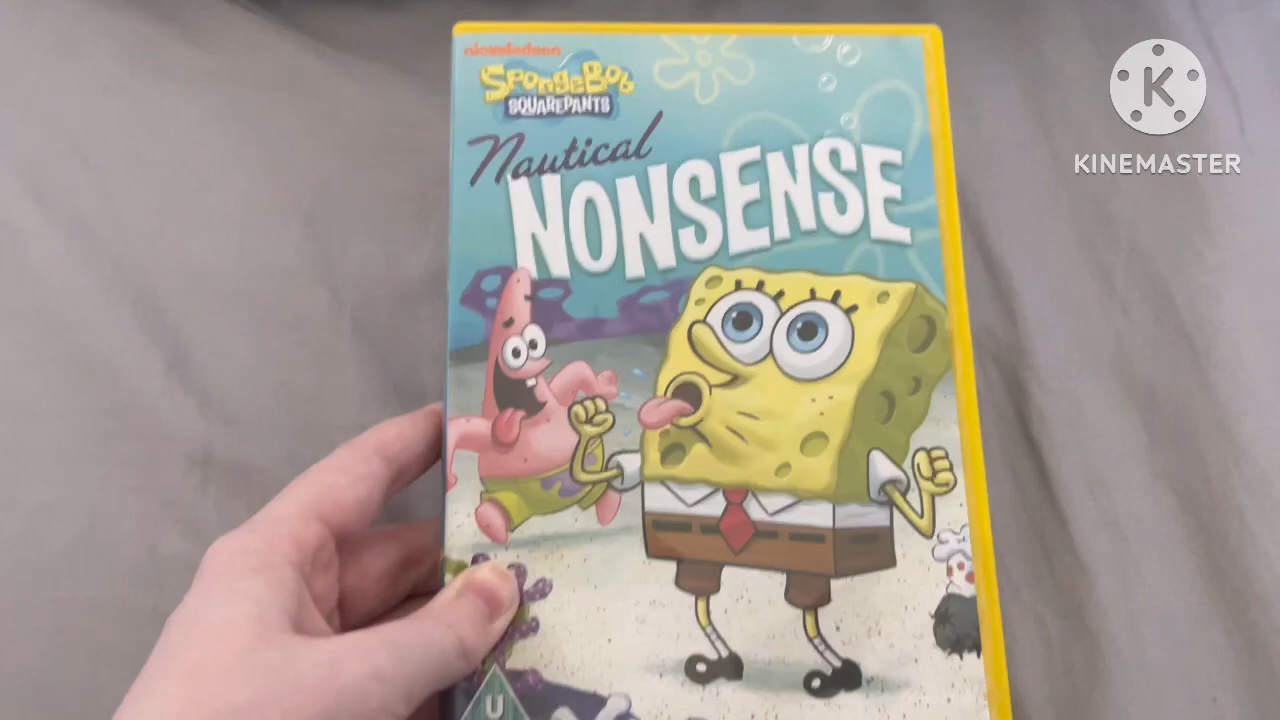 nickelodeon
SPONGEBOB
SQUAREPANTS
Nautical
NONSENSE
U
K
KINEMASTER